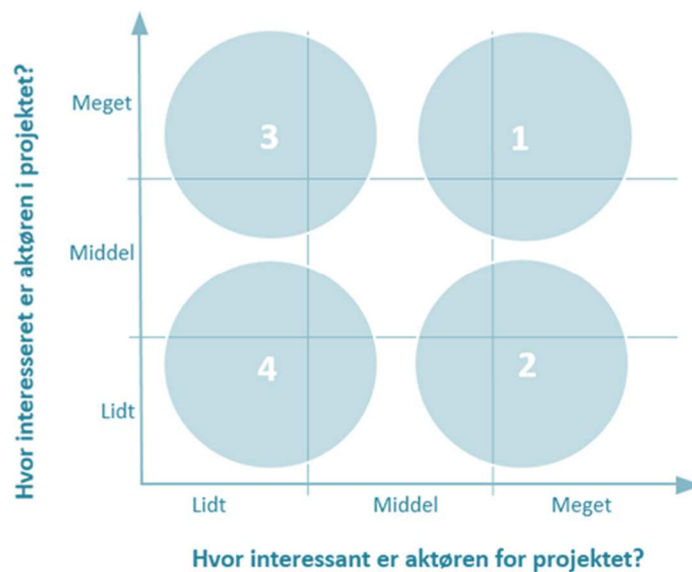 Hvor interesseret er aktøren i projektet?
Meget
3
1
Middel
4
2
Lidt
Lidt
Middel
Meget
Hvor interessant er aktøren for projektet?